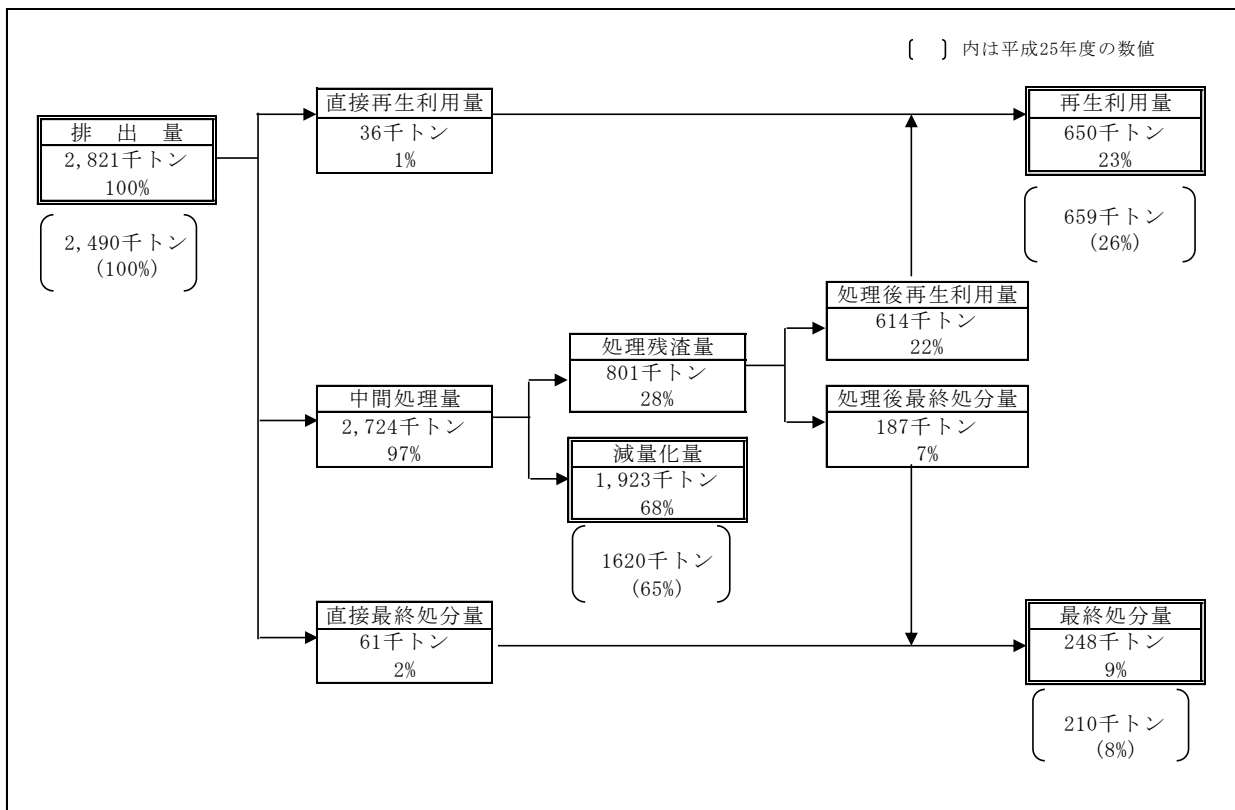 〔 〕内は平成25年度の数値
排 出 量
2,821千トン
100%
2,490千トン
(100%)
直接再生利用量
36千トン
1%
中間処理量
2,724千トン
97%
直接最終処分量
61千トン
2%
処理残渣量
801千トン
28%
減量化量
1,923千トン
68%
1620千トン
(65%)
処理後再生利用量
614千トン
22%
処理後最終処分量
187千トン
7%
再生利用量
650千トン
23%
659千トン
(26%)
最終処分量
248千トン
9%
210千トン
(8%)